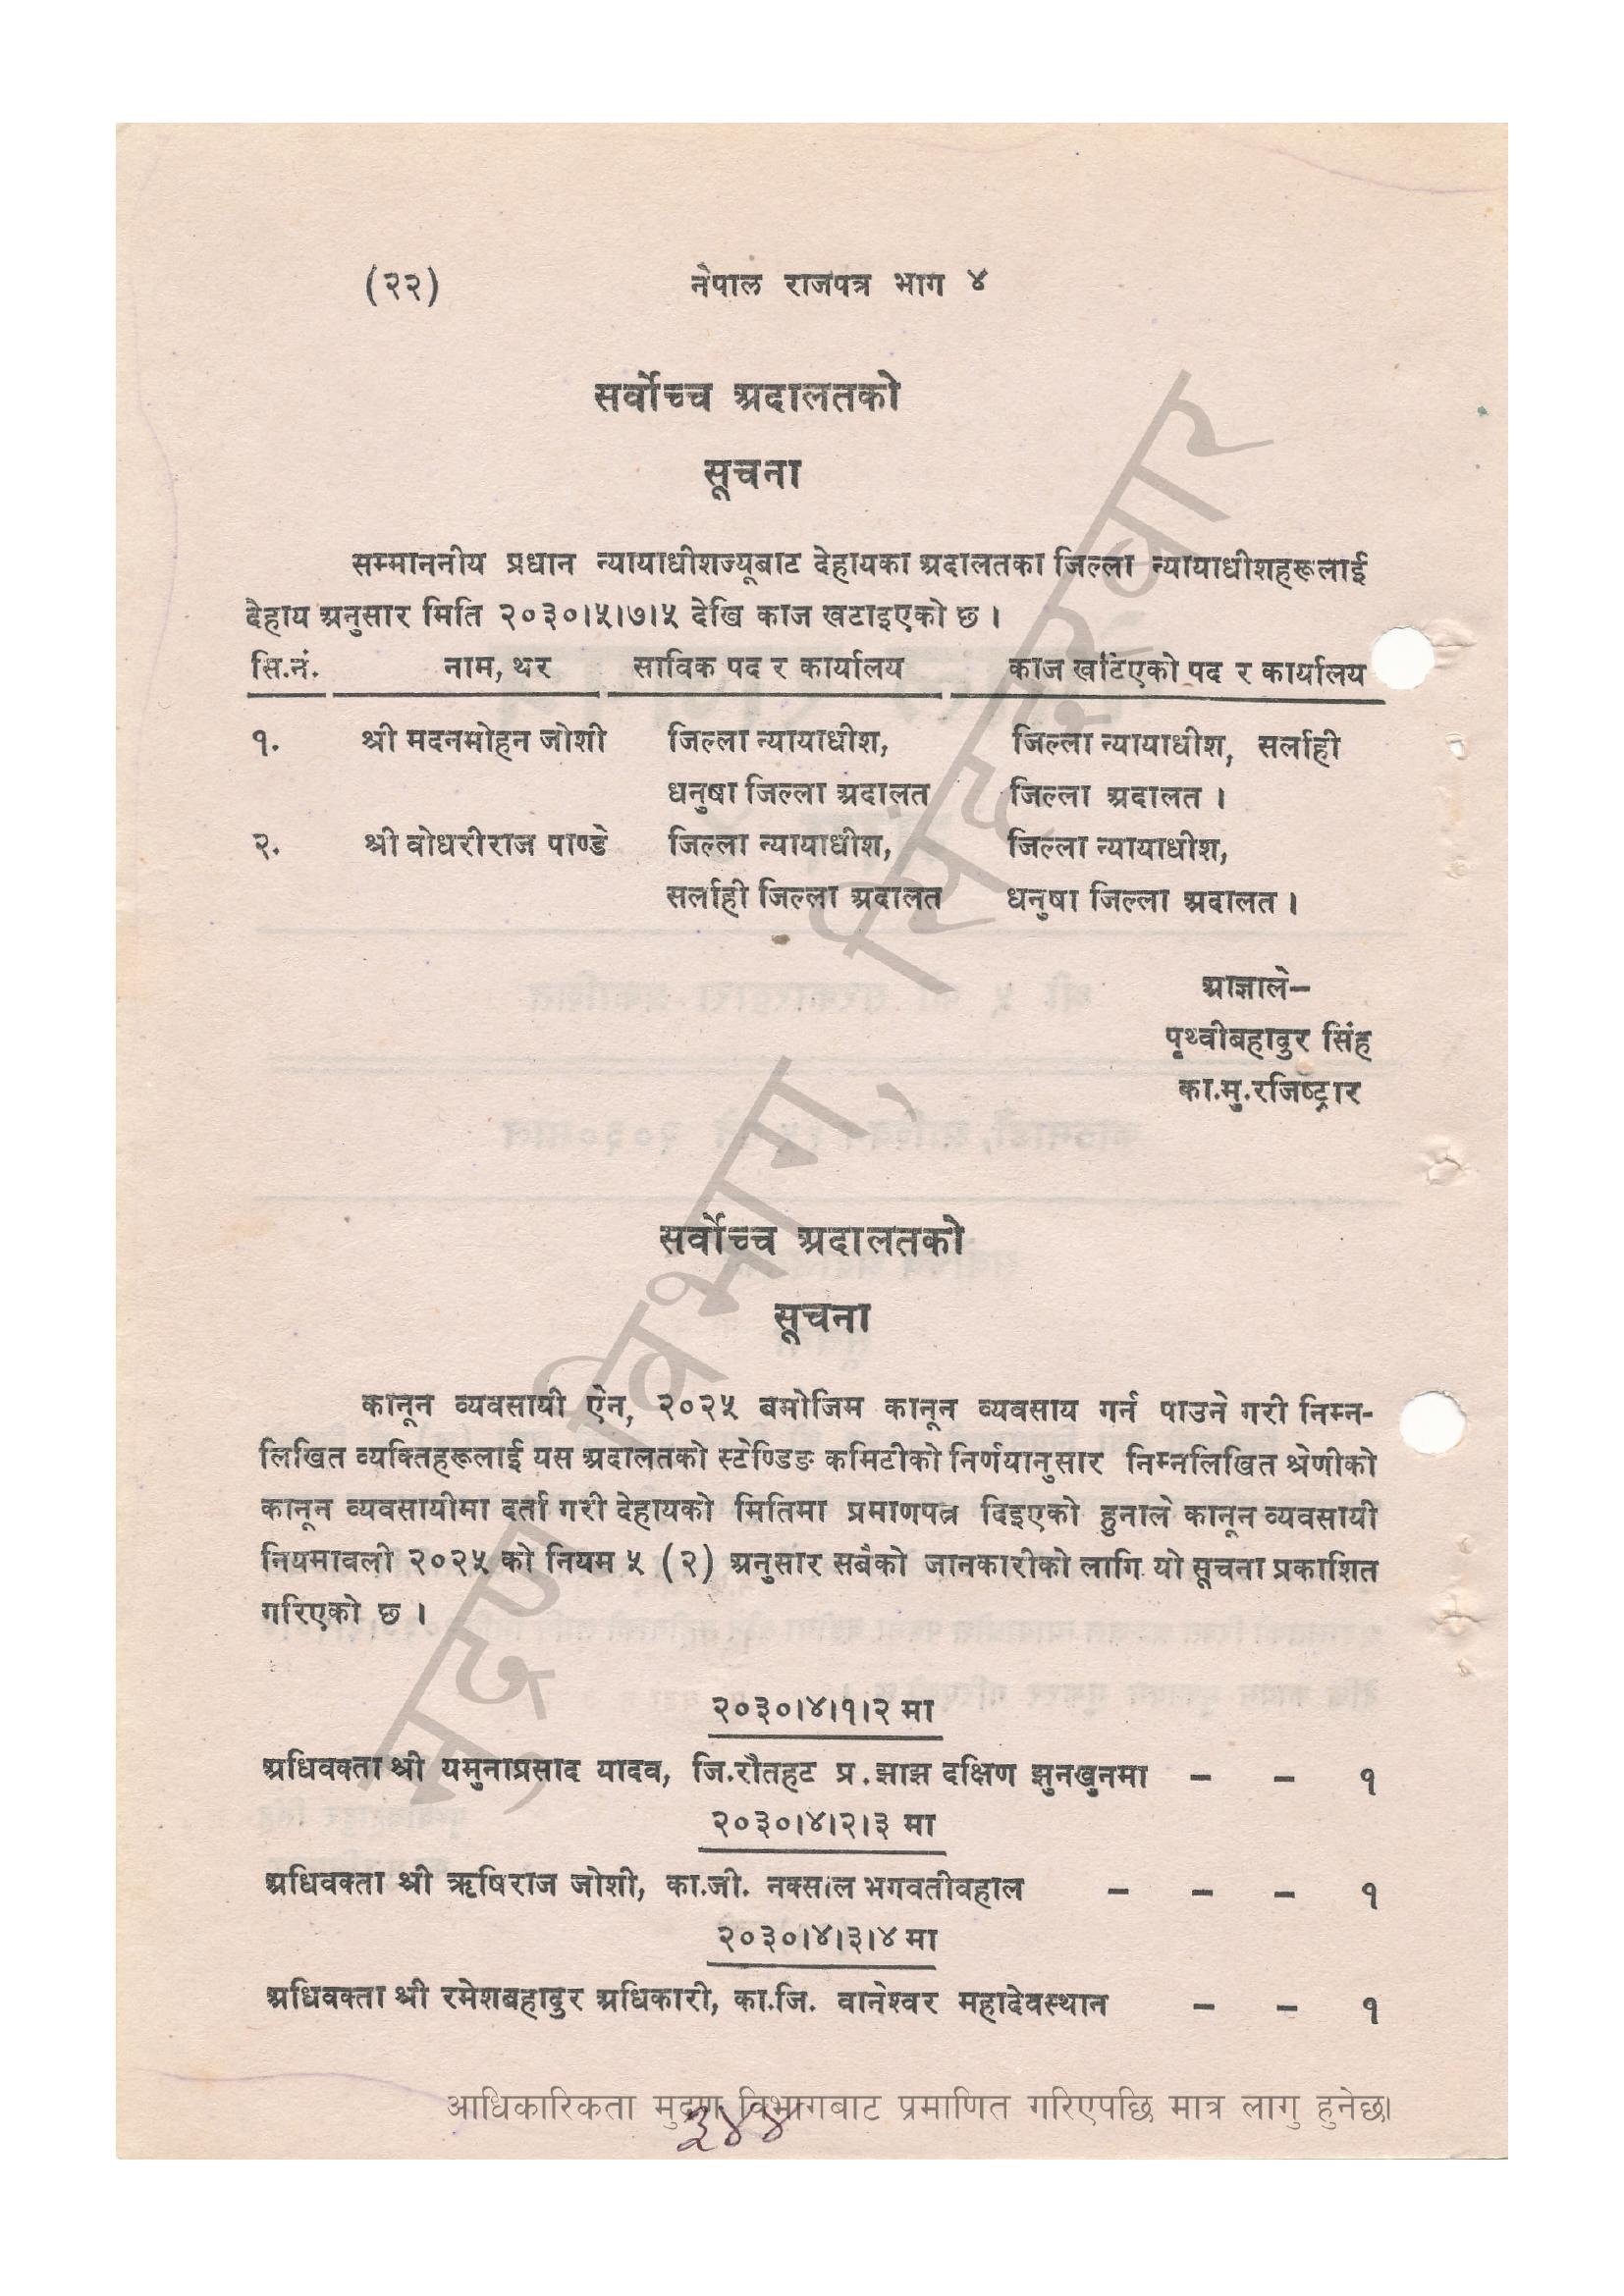 (२२) नेपाल राजपत्र भाग ४
सर्वोच्च अदालतको
सूचना
सम्माननीय प्रधान न्यायाधीशज्यूबाट देहायका अदालतका जिल्ला न्यायाधीशहरूलाई
देहाय अनुसार मिति २०३०।५।७।५ देखि काज खटाइएको छ ।
सि.नं. नाम, थर साविक पद र कार्यालय काज खटिएको पद र कार्यालय
१. श्री मदनमोहन जोशी जिल्ला न्यायाधीश, जिल्ला न्यायाधीश, सर्लाही
धनुषा जिल्ला अदालत जिल्ला अदालत ।
२. श्री वोधरीराज पाण्डे जिल्ला न्यायाधीश, जिल्ला न्यायाधीश,
सर्लाही जिल्ला अदालत धनुषा जिल्ला अदालत ।
आज्ञाले–
पृथ्वीबहादुर सिंह
का.मु.रजिष्ट्रार
सर्वोच्च अदालतको
सूचना
कानून व्यवसायी ऐन, २०२५ बमोजिम कानून व्यवसाय गर्न पाउने गरी निम्न-
लिखित व्यक्तिहरूलाई यस अदालतको स्टेण्डिङ कमिटीको निर्णयानुसार निम्नलिखित श्रेणीको
कानून व्यवसायीमा दर्ता गरी देहायको मितिमा प्रमाणपत्र दिइएको हुनाले कानून व्यवसायी
नियमावली २०२५ को नियम ५ (२) अनुसार सबैको जानकारीको लागि यो सूचना प्रकाशित
गरिएको छ ।
२०३०।४।१।२ मा
अधिवक्ता श्री यमुनाप्रसाद यादव, जि.रौतहट प्र.झाझ दक्षिण झुनखुनमा – – १
२०३०।४।२।३ मा
अधिवक्ता श्री ऋषिराज जोशी, का.जी. नक्साल भगवतीवहाल – – – १
२०३०।४।३।४ मा
अधिवक्ता श्री रमेशबहादुर अधिकारी, का.जि. वानेश्वर महादेवस्थान – – १
आधिकारिकता मुद्रण विभागबाट प्रमाणित गरिएपछि मात्र लागु हुनेछ।
३४४
मुद्रण विभाग, सिंहदरबार